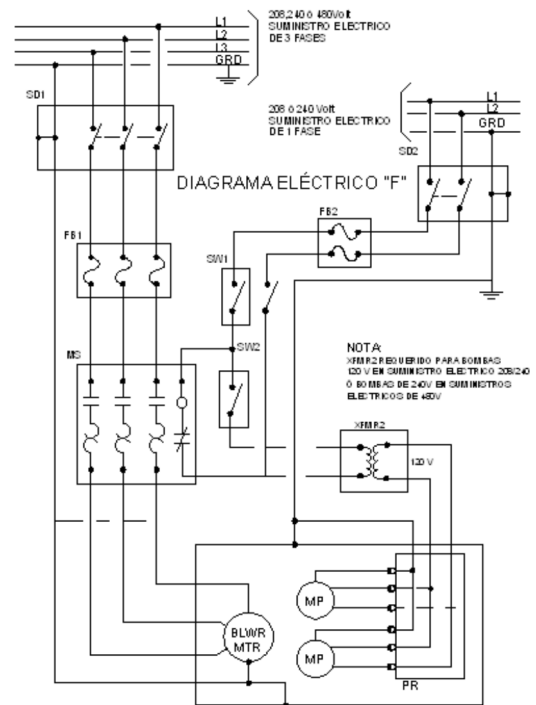 L1
L2
L3
GRD
208,240 ó 480Volt
SUMINISTRO ELECTRICO
DE 3 FASES
SD1
208 ó 240 Volt
SUMINISTRO ELECTRICO
DE 1 FASE
L1
L2
GRD
SD2
DIAGRAMA ELÉCTRICO "F"
FB2
FB1
SW1
SW2
MS
NOTA:
XFMR2 REQUERIDO PARA BOMBAS
120 V EN SUMINISTRO ELECTRICO 208/240
O BOMBAS DE 240V EN SUMINISTROS
ELECTRICOS DE 480V
XFMR2
120 V
MP
BLWR
MTR
MP
PR